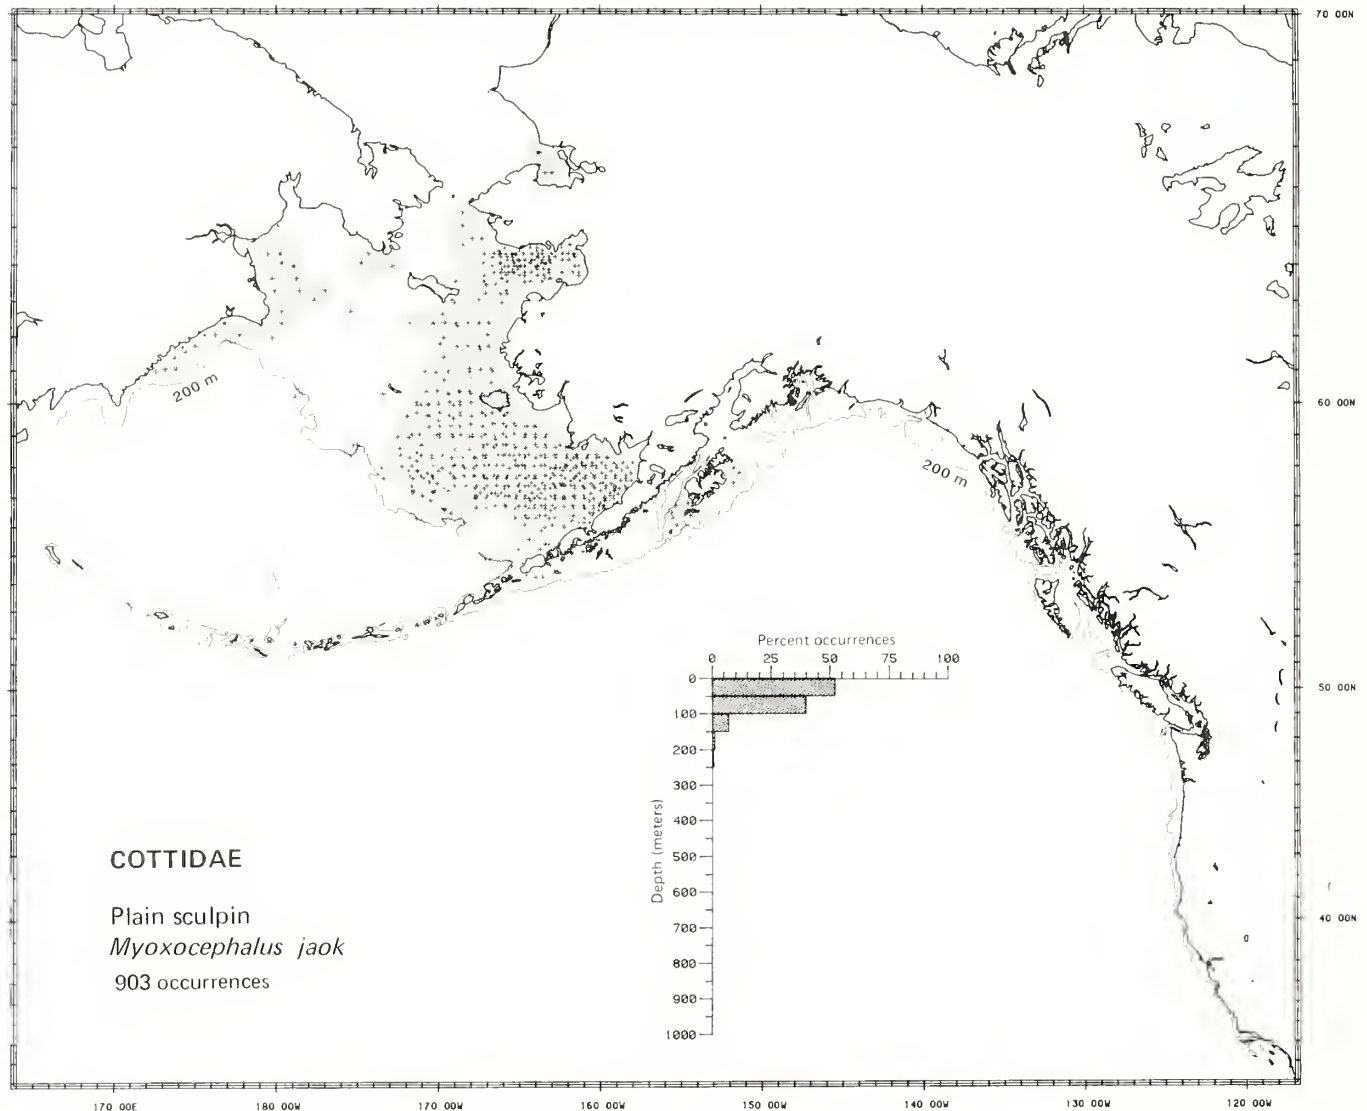 70 00N
200 m
60 00N
200 m
Percent occurrences
0 25 50 75 100
0
100
200
300
400
500
600
700
800
900
1000
Depth (meters)
50 00N
40 00N
COTTIDAE
Plain sculpin
Myoxocephalus jaok
903 occurrences
170 00E 180 00W 170 00W 160 00W 150 00W 140 00W 130 00W 120 00W